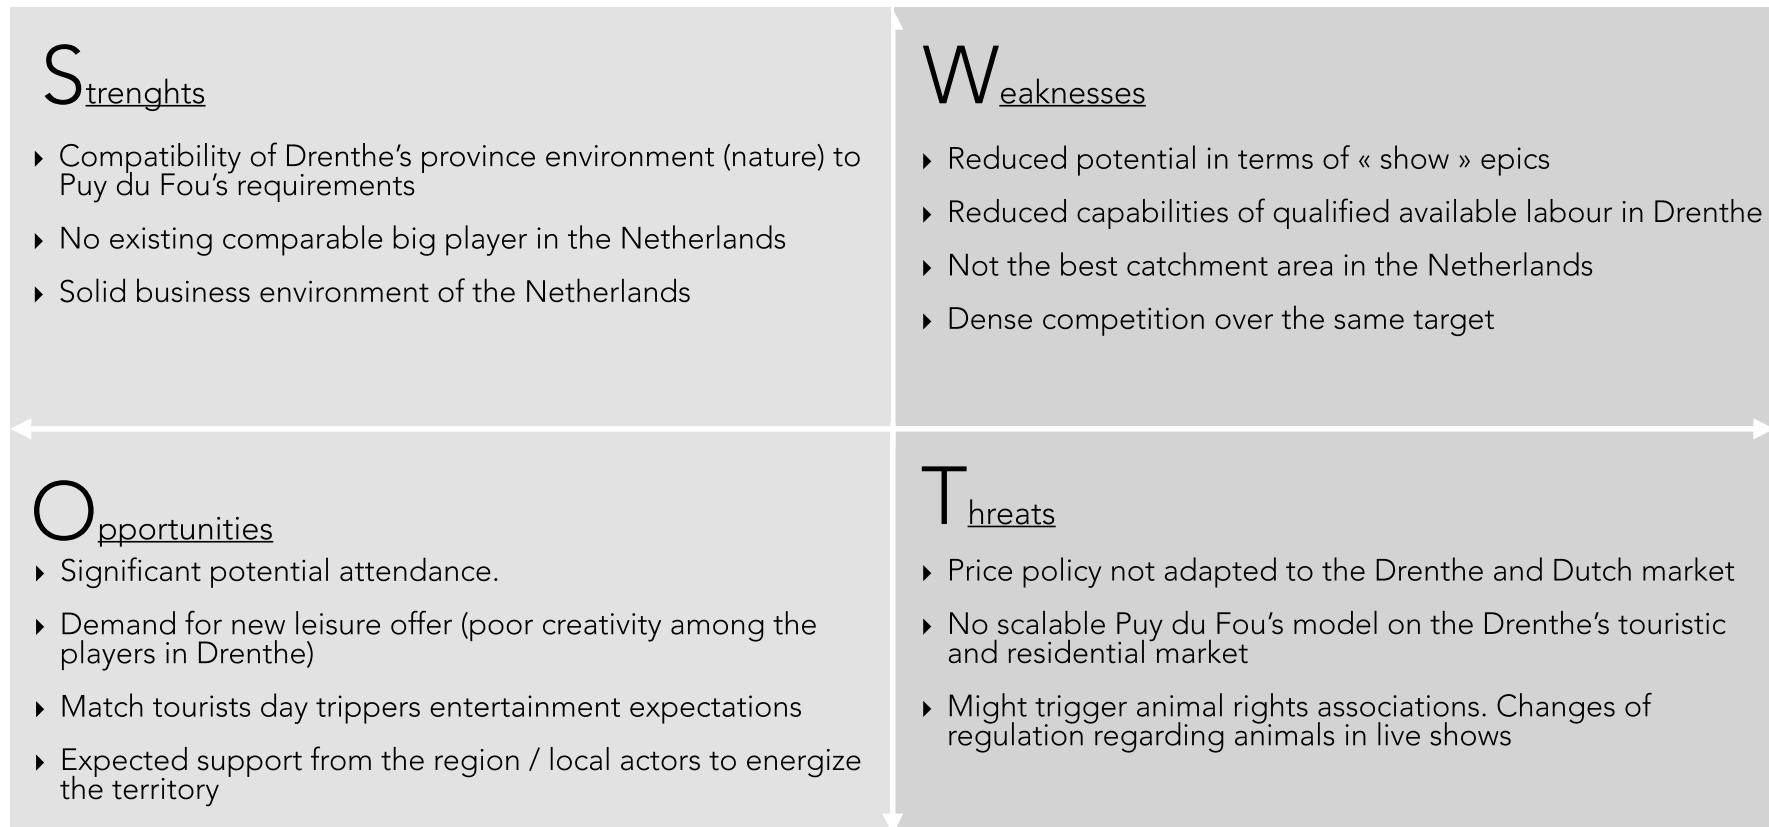 Strenghts
Compatibility of Drenthe’s province environment (nature) to
Puy du Fou’s requirements
No existing comparable big player in the Netherlands
Solid business environment of the Netherlands
Weaknesses
Reduced potential in terms of « show » epics
Reduced capabilities of qualified available labour in Drenthe
Not the best catchment area in the Netherlands
Dense competition over the same target
Opportunities
Significant potential attendance.
Demand for new leisure offer (poor creativity among the
players in Drenthe)
Match tourists day trippers entertainment expectations
Expected support from the region / local actors to energize
the territory
Threats
Price policy not adapted to the Drenthe and Dutch market
No scalable Puy du Fou’s model on the Drenthe’s touristic
and residential market
Might trigger animal rights associations. Changes of
regulation regarding animals in live shows